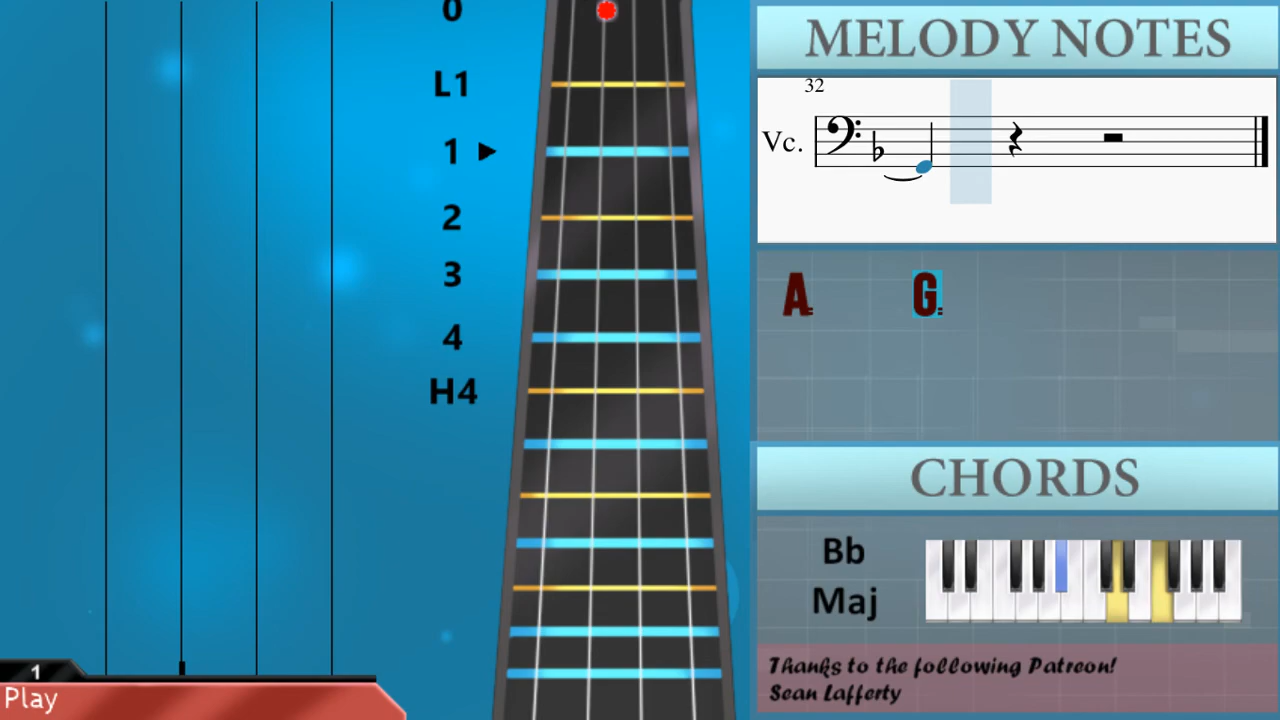 0
L1
1
2
3
4
H4
1
Play
MELODY NOTES
32
Vc.
A
G
CHORDS
Bb
Maj
Thanks to the following Patreon!
Sean Lafferty